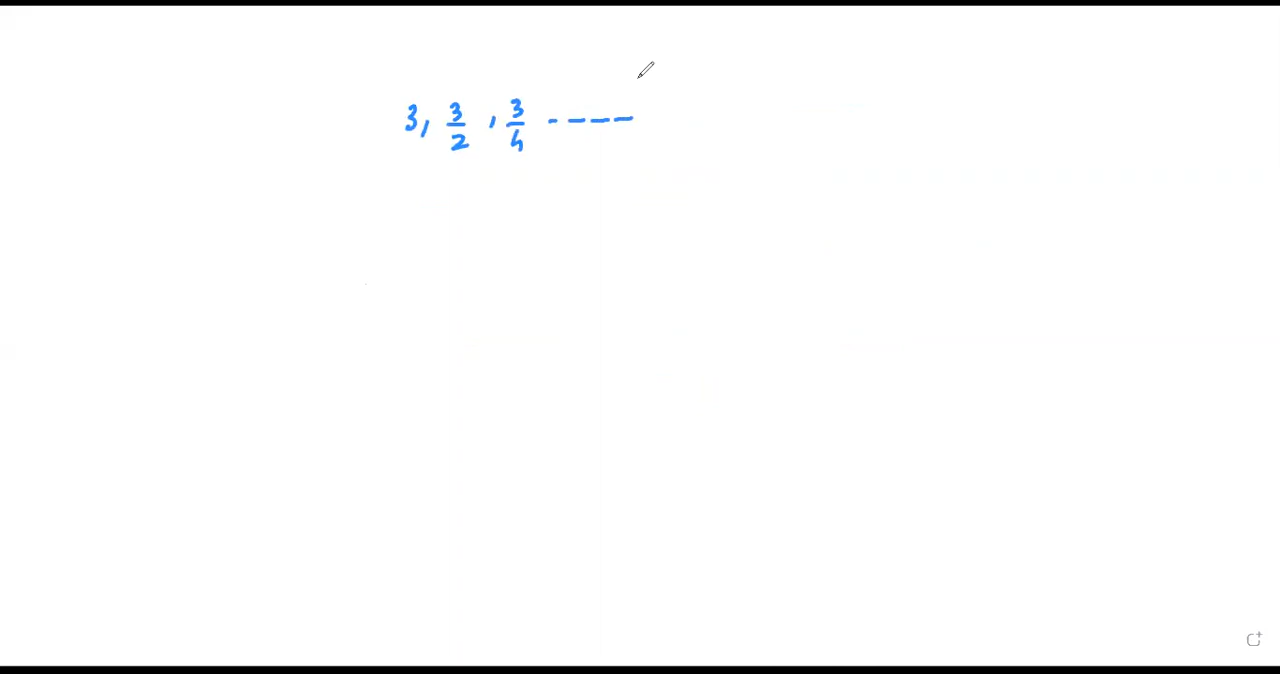 3, 3/2, 3/4 - - - -